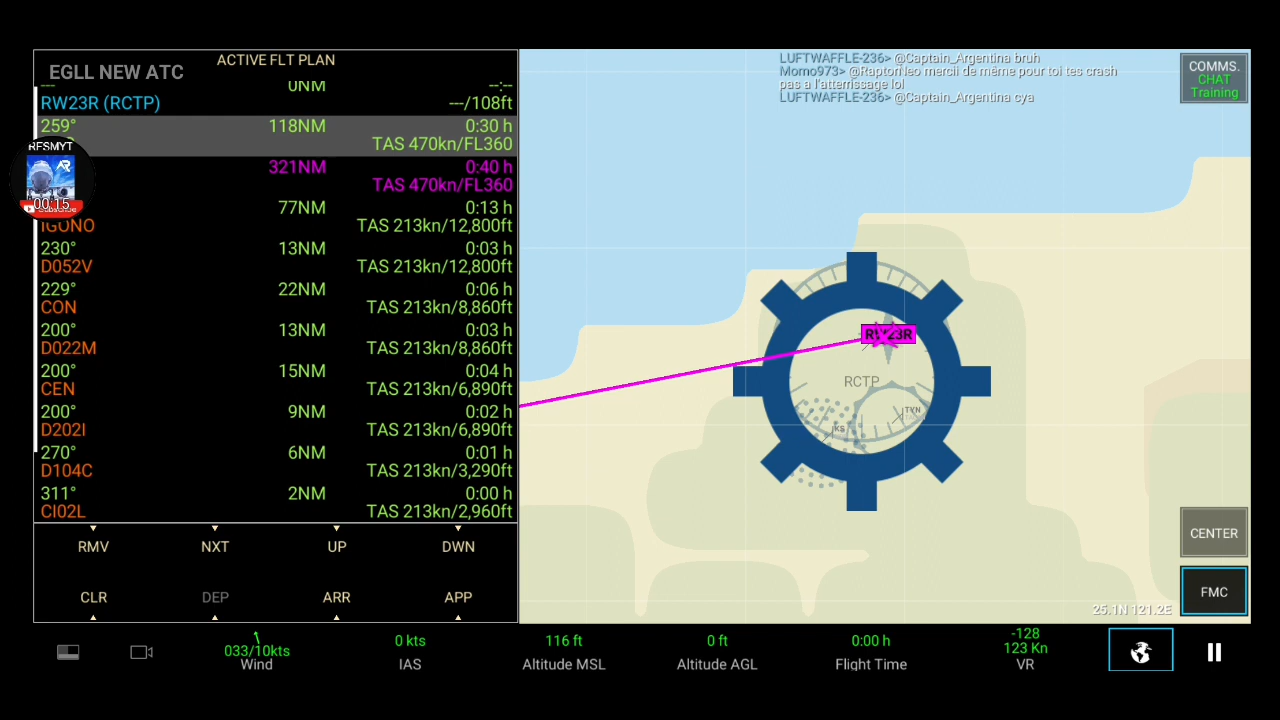 ACTIVE FLT PLAN
EGLL NEW ATC
--- UNM --:--
RW23R (RCTP) ---/108ft
259° 118NM 0:30 h
TAS 470kn/FL360
321NM 0:40 h
TAS 470kn/FL360
77NM 0:13 h
IGONO TAS 213kn/12,800ft
230° 13NM 0:03 h
D052V TAS 213kn/12,800ft
229° 22NM 0:06 h
CON TAS 213kn/8,860ft
200° 13NM 0:03 h
D022M TAS 213kn/8,860ft
200° 15NM 0:04 h
CEN TAS 213kn/6,890ft
200° 9NM 0:02 h
D202I TAS 213kn/6,890ft
270° 6NM 0:01 h
D104C TAS 213kn/3,290ft
311° 2NM 0:00 h
CI02L TAS 213kn/2,960ft
RESMYT
AR
00:15
RMV NXT UP DWN
CLR DEP ARR APP
LUFTWAFFLE-236> @Captain_Argentina bruh
Momo973> @RaptorNeo mercii de même pour toi tes crash
pas a l'atterrissage lol
LUFTWAFFLE-236> @Captain_Argentina cya
COMMS.
CHAT
Training
RW23R
RCTP
TYN
JKS
CENTER
FMC
25.1N 121.2E
033/10kts
Wind
0 kts
IAS
116 ft
Altitude MSL
0 ft
Altitude AGL
0:00 h
Flight Time
-128
123 Kn
VR